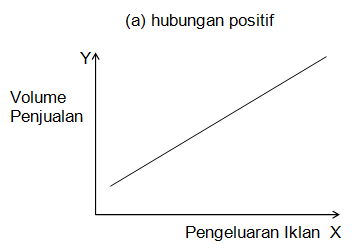 (a) hubungan positif
Y
Volume
Penjualan
Pengeluaran Iklan X